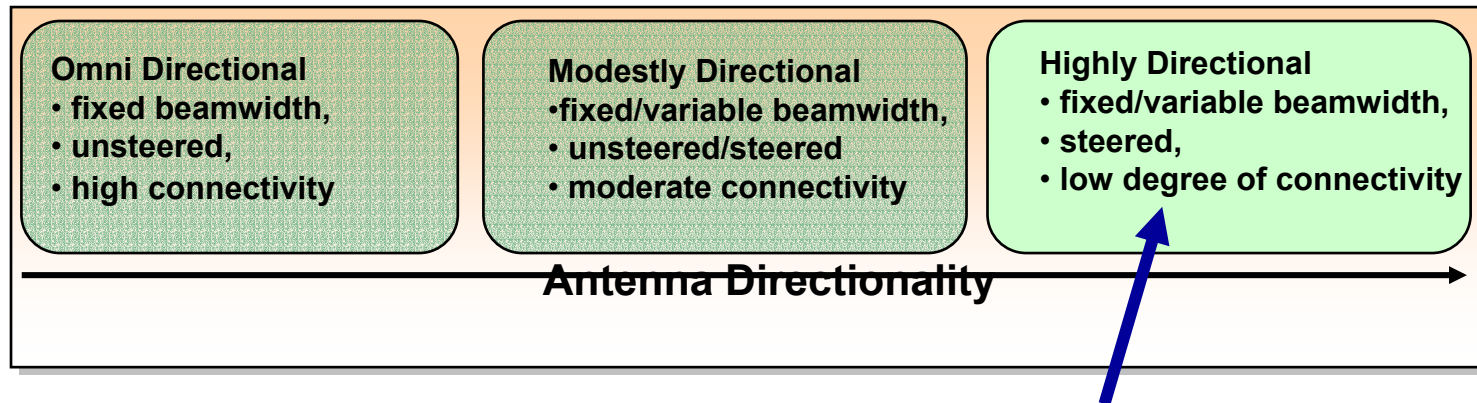 Omni Directional
• fixed beamwidth,
• unsteered,
• high connectivity
Modestly Directional
•fixed/variable beamwidth,
• unsteered/steered
• moderate connectivity
Highly Directional
• fixed/variable beamwidth,
• steered,
• low degree of connectivity
Antenna Directionality